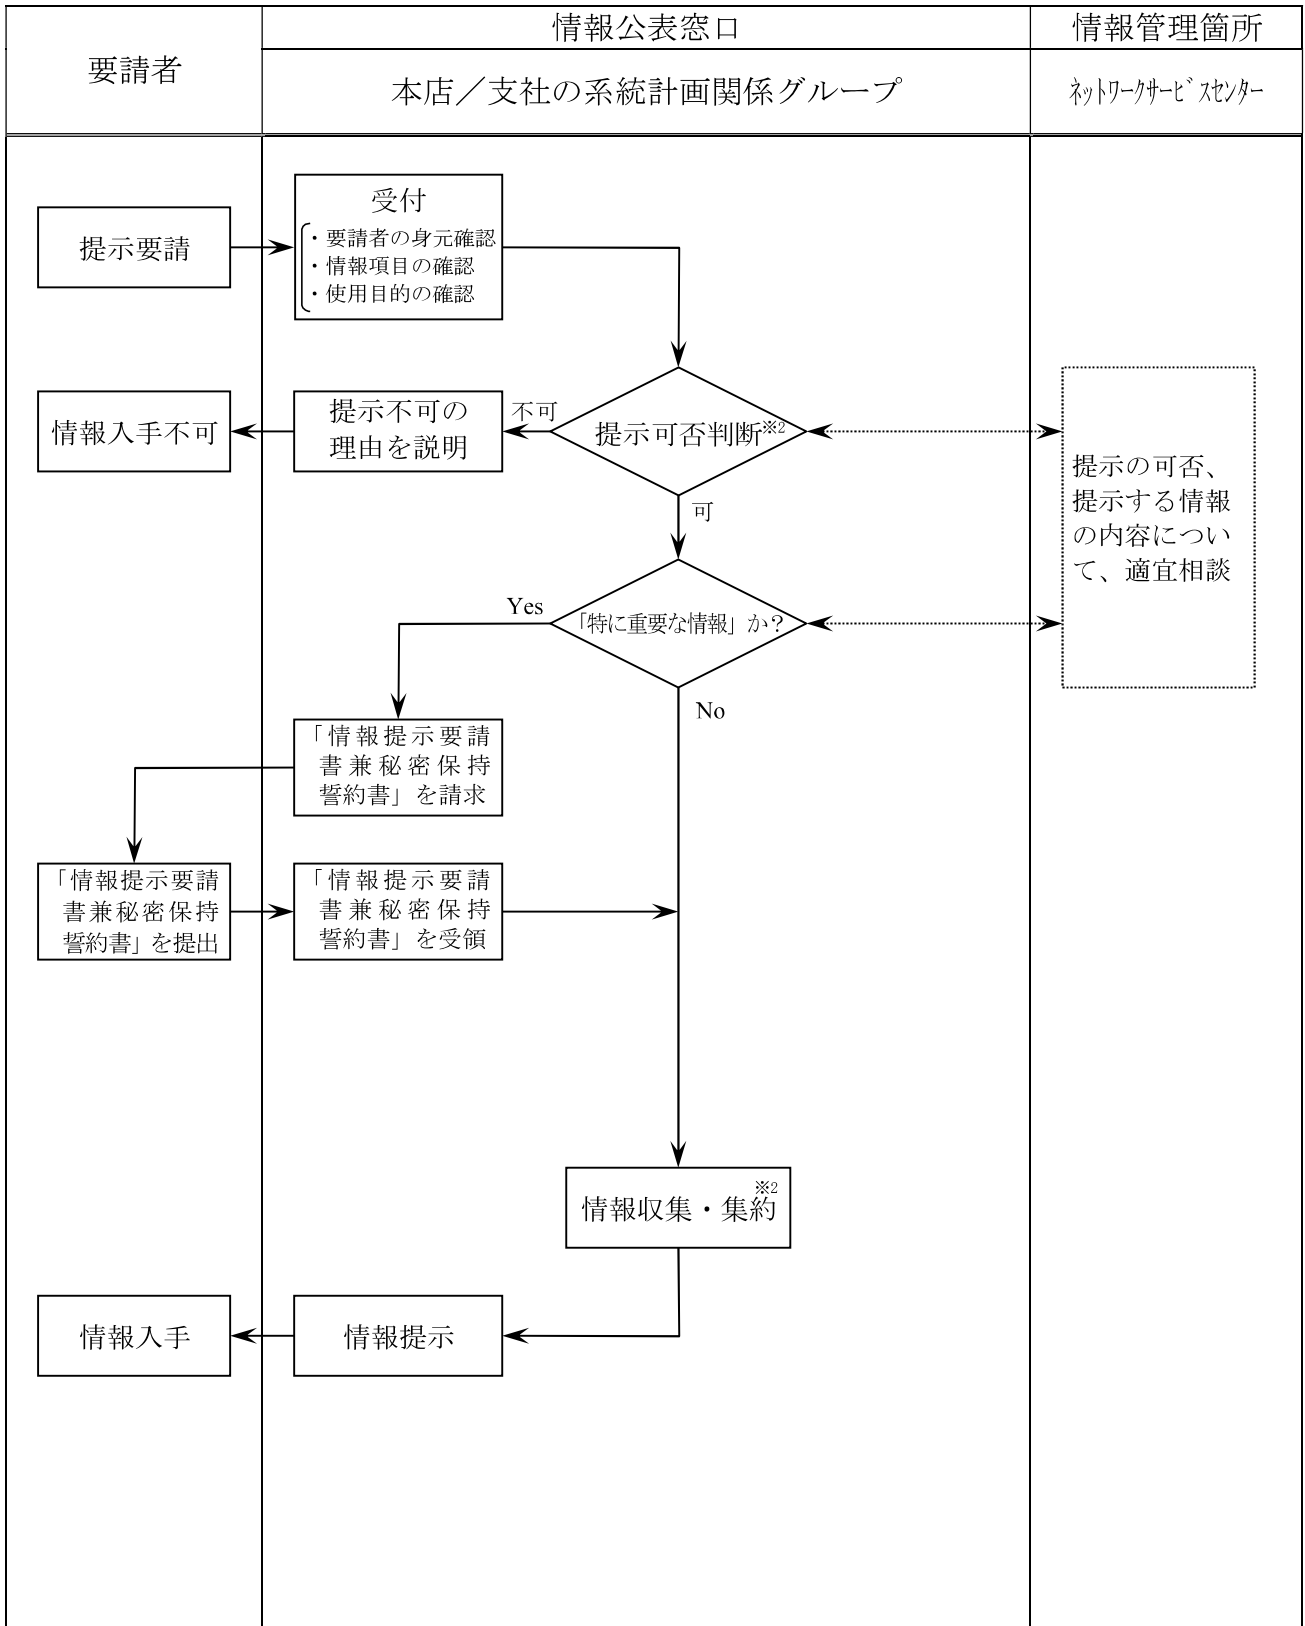 要請者
情報公表窓口
情報管理箇所
本店／支社の系統計画関係グループ
ネットワークサービスセンター
提示要請
受付
・要請者の身元確認
・情報項目の確認
・使用目的の確認
情報入手不可
提示不可の
理由を説明
不可
提示可否判断※2
可
提示の可否、
提示する情報
の内容につい
て、適宜相談
Yes
「特に重要な情報」か？
No
「情報提示要請
書兼秘密保持
誓約書」を請求
「情報提示要請
書兼秘密保持
誓約書」を提出
「情報提示要請
書兼秘密保持
誓約書」を受領
情報収集・集約※2
情報入手
情報提示